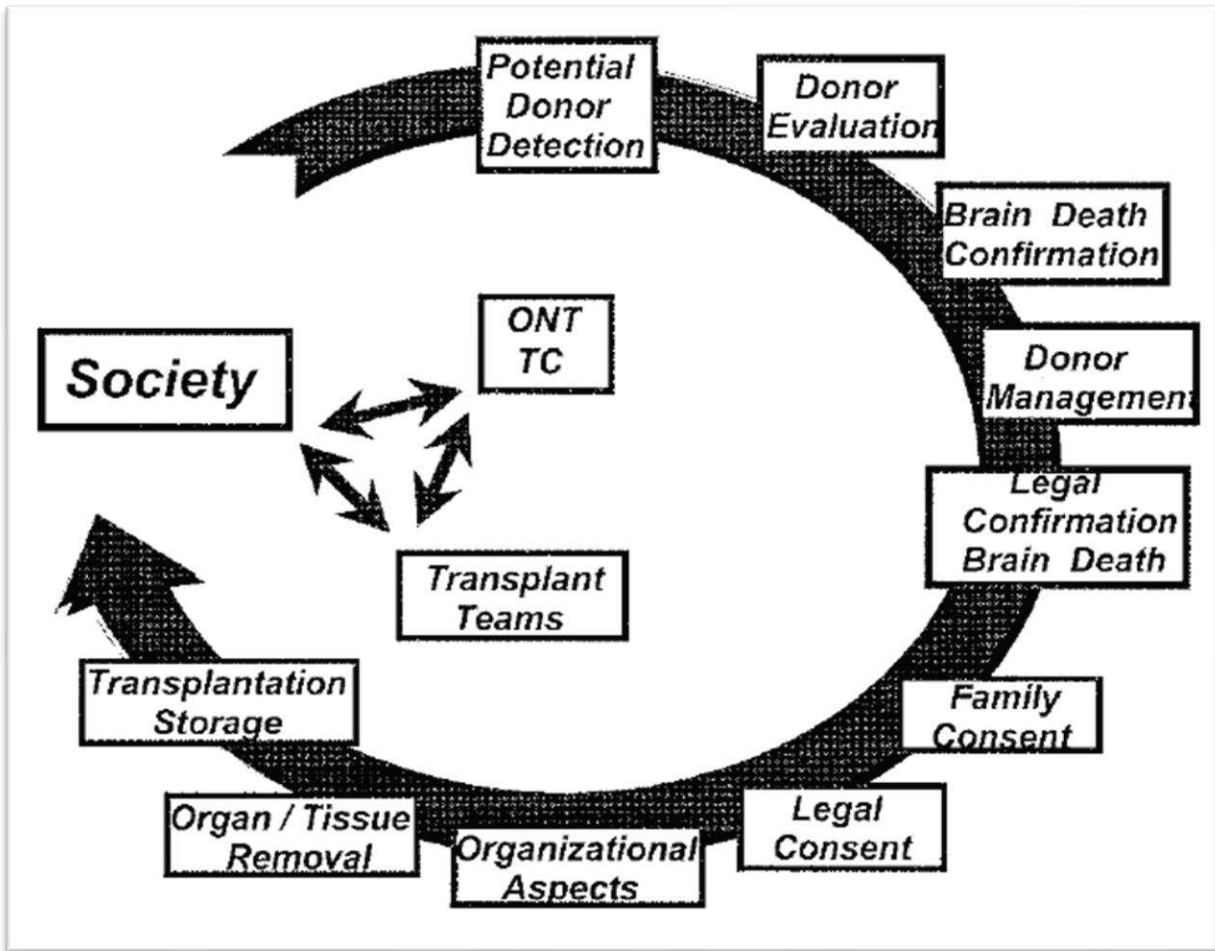 Potential
Donor
Detection
Donor
Evaluation
Brain Death
Confirmation
Donor
Management
Legal
Confirmation
Brain Death
Family
Consent
Legal
Consent
Organizational
Aspects
Organ / Tissue
Removal
Transplantation
Storage
Society
ONT
TC
Transplant
Teams